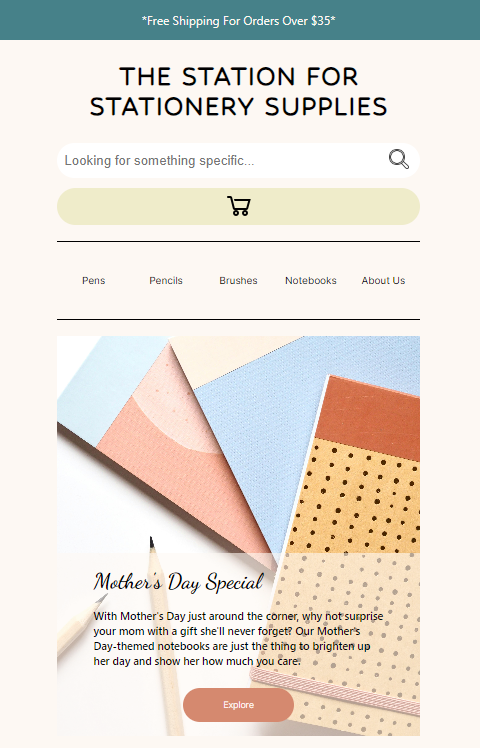 *Free Shipping For Orders Over $35*
THE STATION FOR
STATIONERY SUPPLIES
Looking for something specific...
Pens Pencils Brushes Notebooks About Us
Mother's Day Special
With Mother's Day just around the corner, why not surprise
your mom with a gift she'll never forget? Our Mother's
Day-themed notebooks are just the thing to brighten up
her day and show her how much you care.
Explore